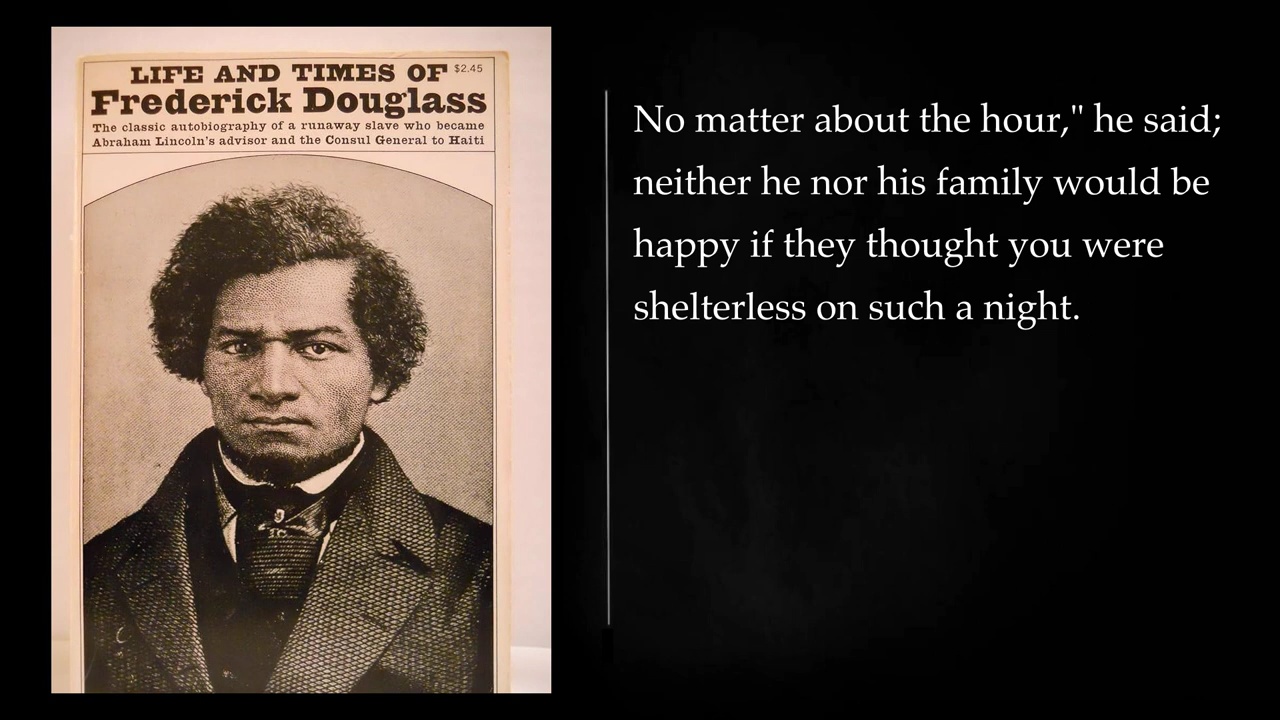 LIFE AND TIMES OF $2.45
Frederick Douglass
The classic autobiography of a runaway slave who became
Abraham Lincoln's advisor and the Consul General to Haiti
No matter about the hour," he said;
neither he nor his family would be
happy if they thought you were
shelterless on such a night.